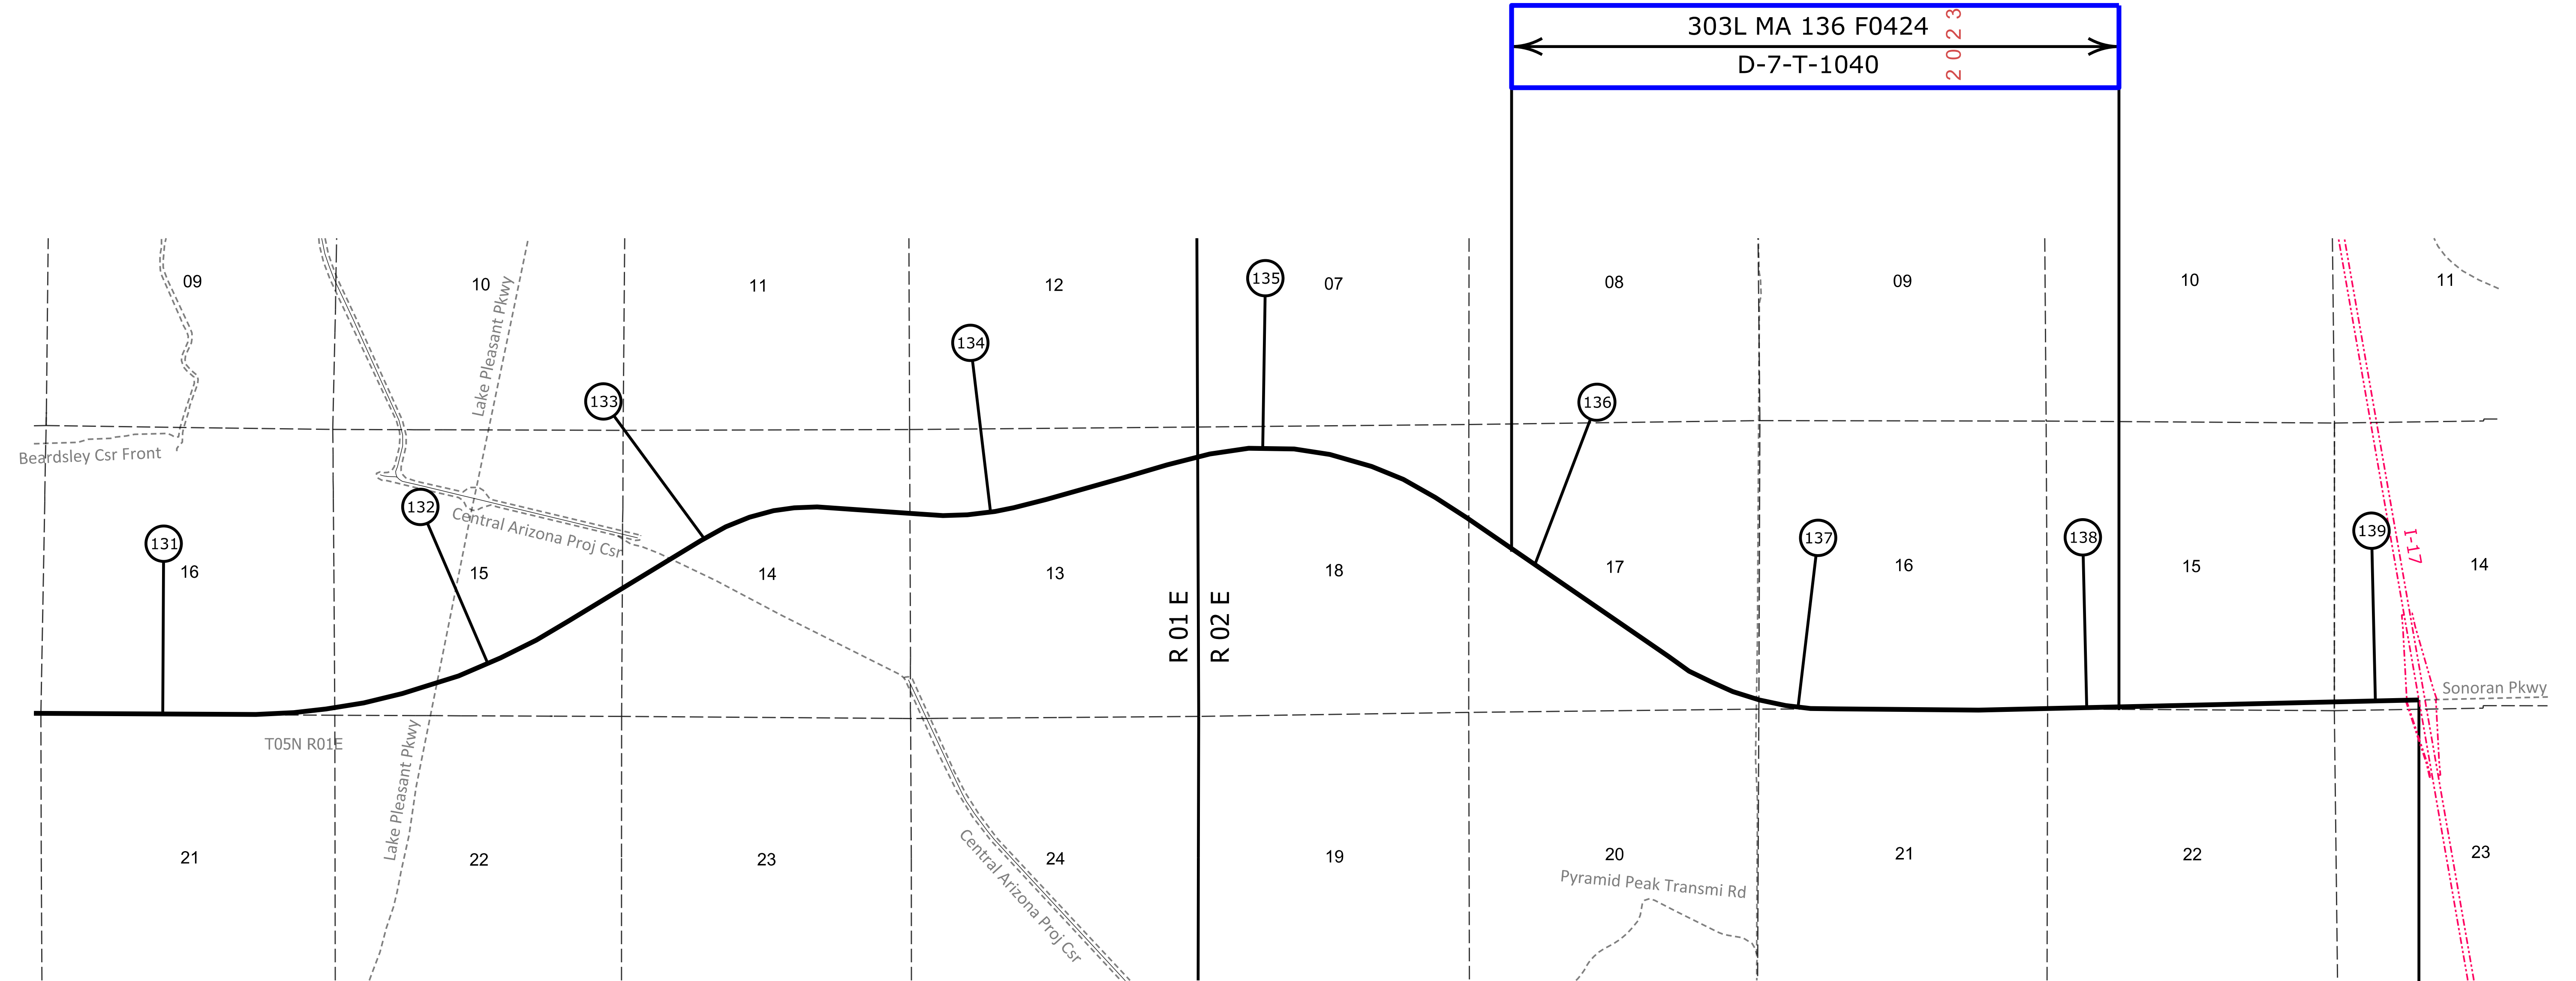 303L MA 136 F0424
D-7-T-1040
2023
09
10
11
12
07
08
09
10
11
135
134
133
136
Lake Pleasant Pkwy
Beardsley Csr Front
132
Central Arizona Proj Csr
131
137
138
139
I-17
16
15
14
13
18
17
16
15
14
R 01 E
R 02 E
Sonoran Pkwy
T05N R01E
Lake Pleasant Pkwy
21
22
23
24
19
20
21
22
23
Central Arizona Proj Csr
Pyramid Peak Transmi Rd